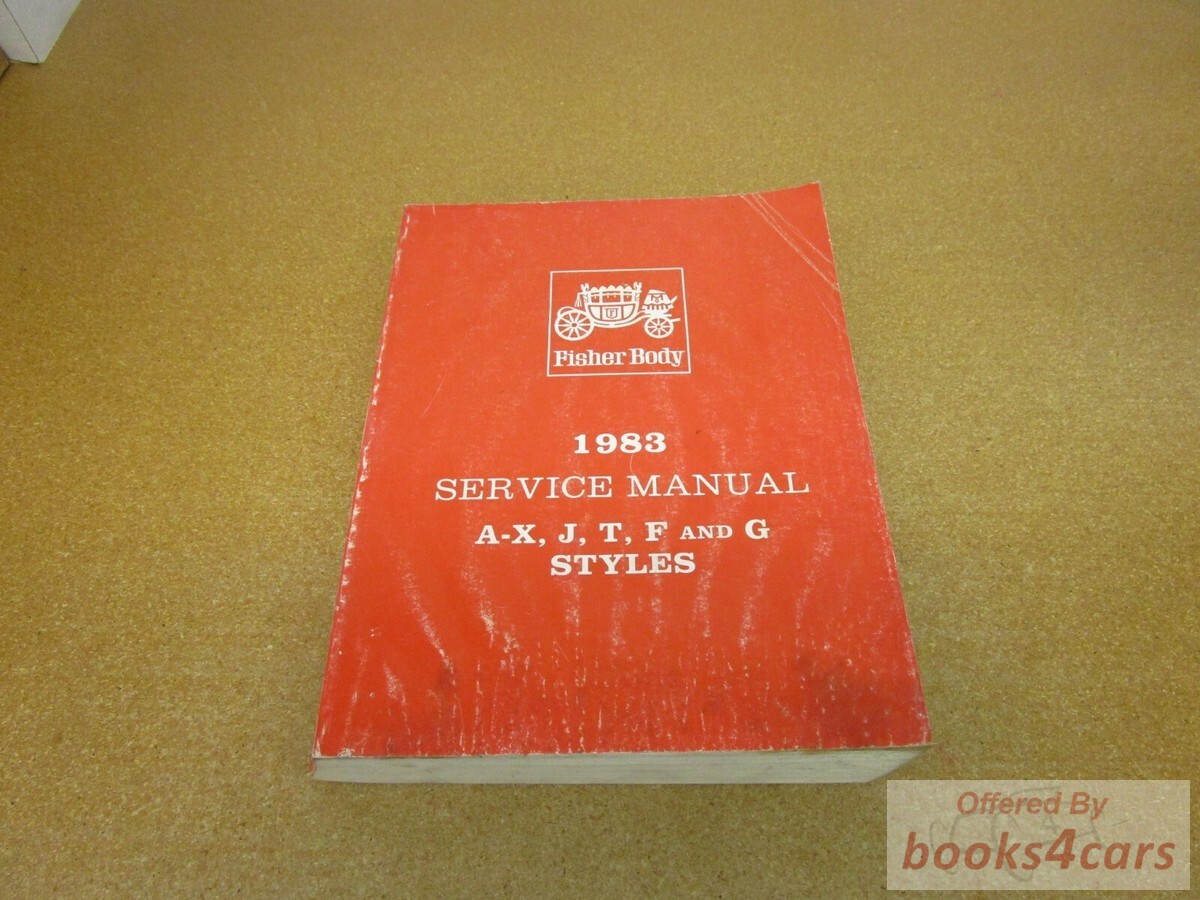 F
Fisher Body
1983
SERVICE MANUAL
A-X, J, T, F AND G
STYLES
Offered By
books4cars